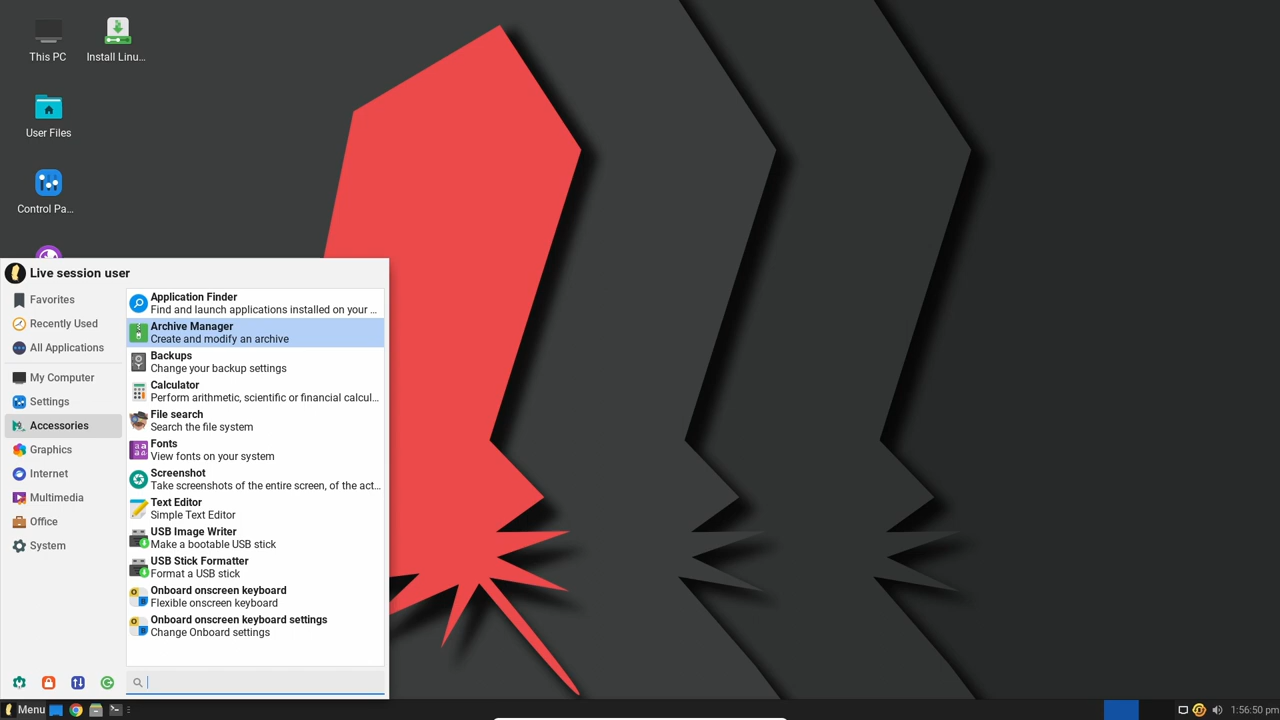 This PC
Install Linu...
User Files
Control Pa...
Live session user
Favorites
Recently Used
All Applications
My Computer
Settings
Accessories
Graphics
Internet
Multimedia
Office
System
Application Finder
Find and launch applications installed on your ...
Archive Manager
Create and modify an archive
Backups
Change your backup settings
Calculator
Perform arithmetic, scientific or financial calcul...
File search
Search the file system
Fonts
View fonts on your system
Screenshot
Take screenshots of the entire screen, of the act...
Text Editor
Simple Text Editor
USB Image Writer
Make a bootable USB stick
USB Stick Formatter
Format a USB stick
Onboard onscreen keyboard
Flexible onscreen keyboard
Onboard onscreen keyboard settings
Change Onboard settings
Menu
1:56:50 pm